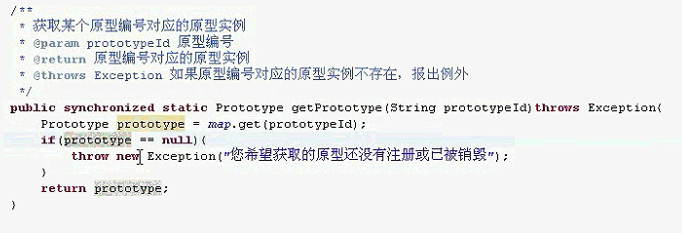 /**
* 获取某个原型编号对应的原型实例
* @param prototypeId 原型编号
* @return 原型编号对应的原型实例
* @throws Exception 如果原型编号对应的原型实例不存在，报出例外
*/
public synchronized static Prototype getPrototype(String prototypeId)throws Exception{
Prototype prototype = map.get(prototypeId);
if(prototype == null){
throw new Exception("您希望获取的原型还没有注册或已被销毁");
}
return prototype;
}